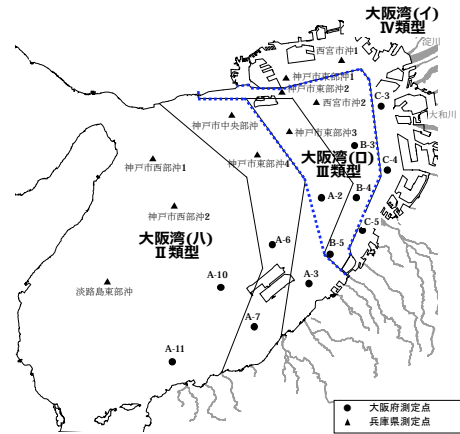 大阪湾(イ)
Ⅳ類型
淀川
西宮市沖1
神戸市東部沖1
神戸市東部沖2
西宮市沖2
C-3
大和川
神戸市中央部沖
神戸市東部沖3
B-3
神戸市東部沖4
大阪湾(ロ)
Ⅲ類型
C-4
神戸市西部沖1
A-2
B-4
神戸市西部沖2
C-5
大阪湾(ハ)
Ⅱ類型
A-6
B-5
淡路島東部沖
A-10
A-3
A-7
A-11
大阪府測定点
兵庫県測定点